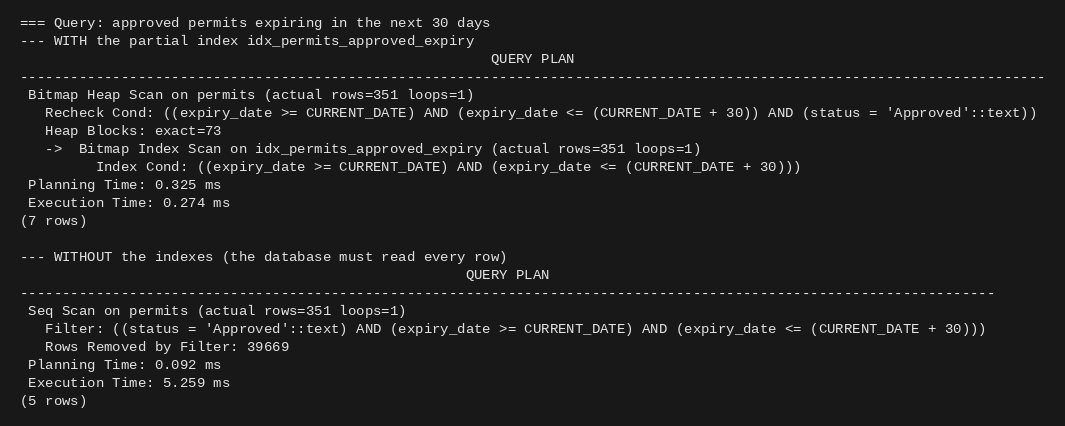 === Query: approved permits expiring in the next 30 days
--- WITH the partial index idx_permits_approved_expiry
QUERY PLAN
--------------------------------------------------------------------------------------------------------------------------
Bitmap Heap Scan on permits (actual rows=351 loops=1)
Recheck Cond: ((expiry_date >= CURRENT_DATE) AND (expiry_date <= (CURRENT_DATE + 30)) AND (status = 'Approved'::text))
Heap Blocks: exact=73
-> Bitmap Index Scan on idx_permits_approved_expiry (actual rows=351 loops=1)
Index Cond: ((expiry_date >= CURRENT_DATE) AND (expiry_date <= (CURRENT_DATE + 30)))
Planning Time: 0.325 ms
Execution Time: 0.274 ms
(7 rows)
--- WITHOUT the indexes (the database must read every row)
QUERY PLAN
--------------------------------------------------------------------------------------------------------------------
Seq Scan on permits (actual rows=351 loops=1)
Filter: ((status = 'Approved'::text) AND (expiry_date >= CURRENT_DATE) AND (expiry_date <= (CURRENT_DATE + 30)))
Rows Removed by Filter: 39669
Planning Time: 0.092 ms
Execution Time: 5.259 ms
(5 rows)